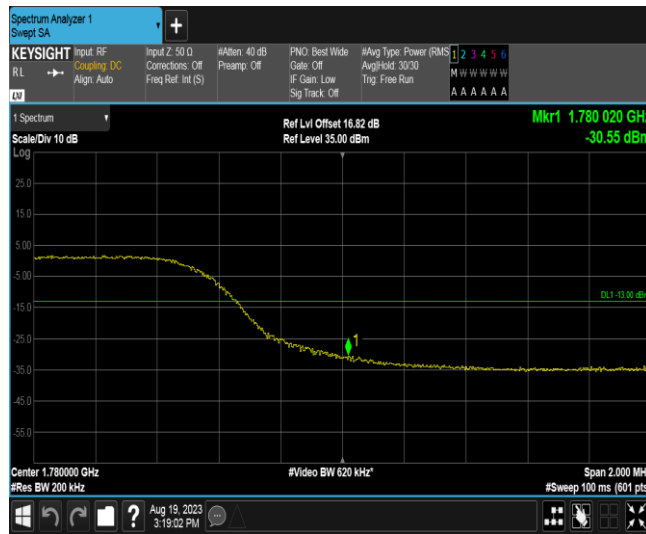 Spectrum Analyzer 1
Swept SA
+
KEYSIGHT
RL
LXI
Input: RF
Coupling: DC
Align: Auto
Input Z: 50 Ω
Corrections: Off
Freq Ref: Int (S)
#Atten: 40 dB
Preamp: Off
PNO: Best Wide
Gate: Off
IF Gain: Low
Sig Track: Off
#Avg Type: Power (RMS
Avg|Hold: 30/30
Trig: Free Run
1 2 3 4 5 6
M W W W W W
A A A A A A
1 Spectrum
Scale/Div 10 dB
Log
Ref Lvl Offset 16.82 dB
Ref Level 35.00 dBm
Mkr1 1.780 020 GHz
-30.55 dBm
25.0
15.0
5.00
-5.00
-15.0
-25.0
-35.0
-45.0
-55.0
DL1 -13.00 dBm
1
Center 1.780000 GHz
#Res BW 200 kHz
#Video BW 620 kHz*
Span 2.000 MH
#Sweep 100 ms (601 pts
?
Aug 19, 2023
3:19:02 PM